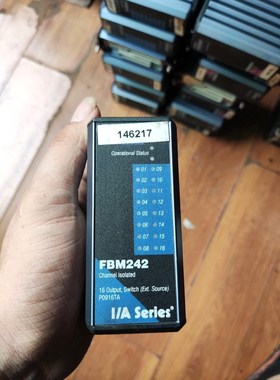 146217
Operational Status
01 09
02 10
03 11
04 12
05 13
06 14
07 15
08 16
FBM242
Channel Isolated
16 Output, Switch (Ext. Source)
P0916TA
I/A Series®